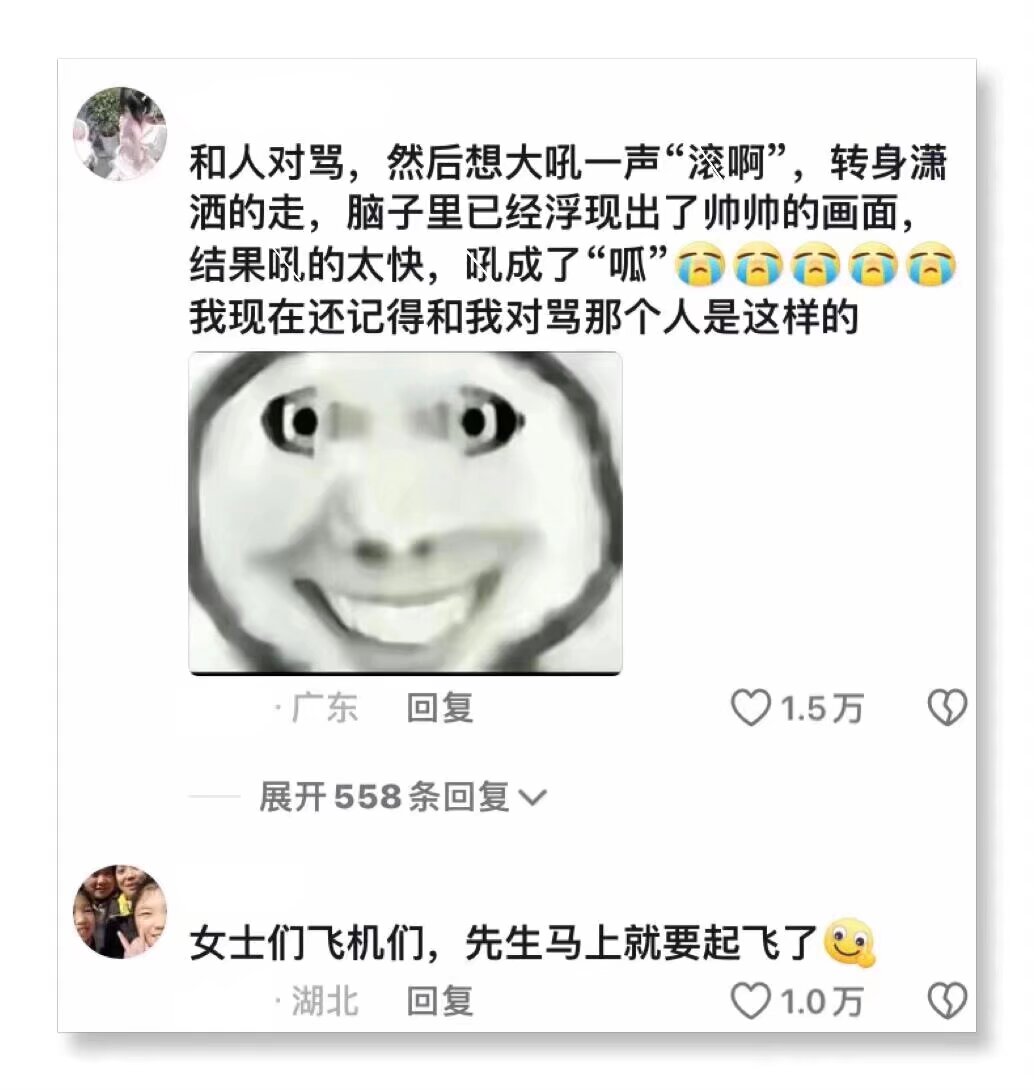 和人对骂，然后想大吼一声“滚啊”，转身潇
洒的走，脑子里已经浮现出了帅帅的画面，
结果吼的太快，吼成了“呱”😭😭😭😭😭
我现在还记得和我对骂那个人是这样的
· 广东 回复 1.5万
展开558条回复
女士们飞机们，先生马上就要起飞了🫠
· 湖北 回复 1.0万